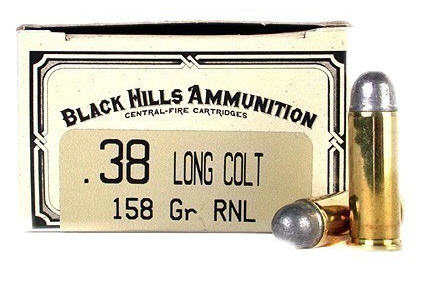 BLACK HILLS AMMUNITION
CENTRAL-FIRE CARTRIDGES
.38 LONG COLT
158 Gr RNL